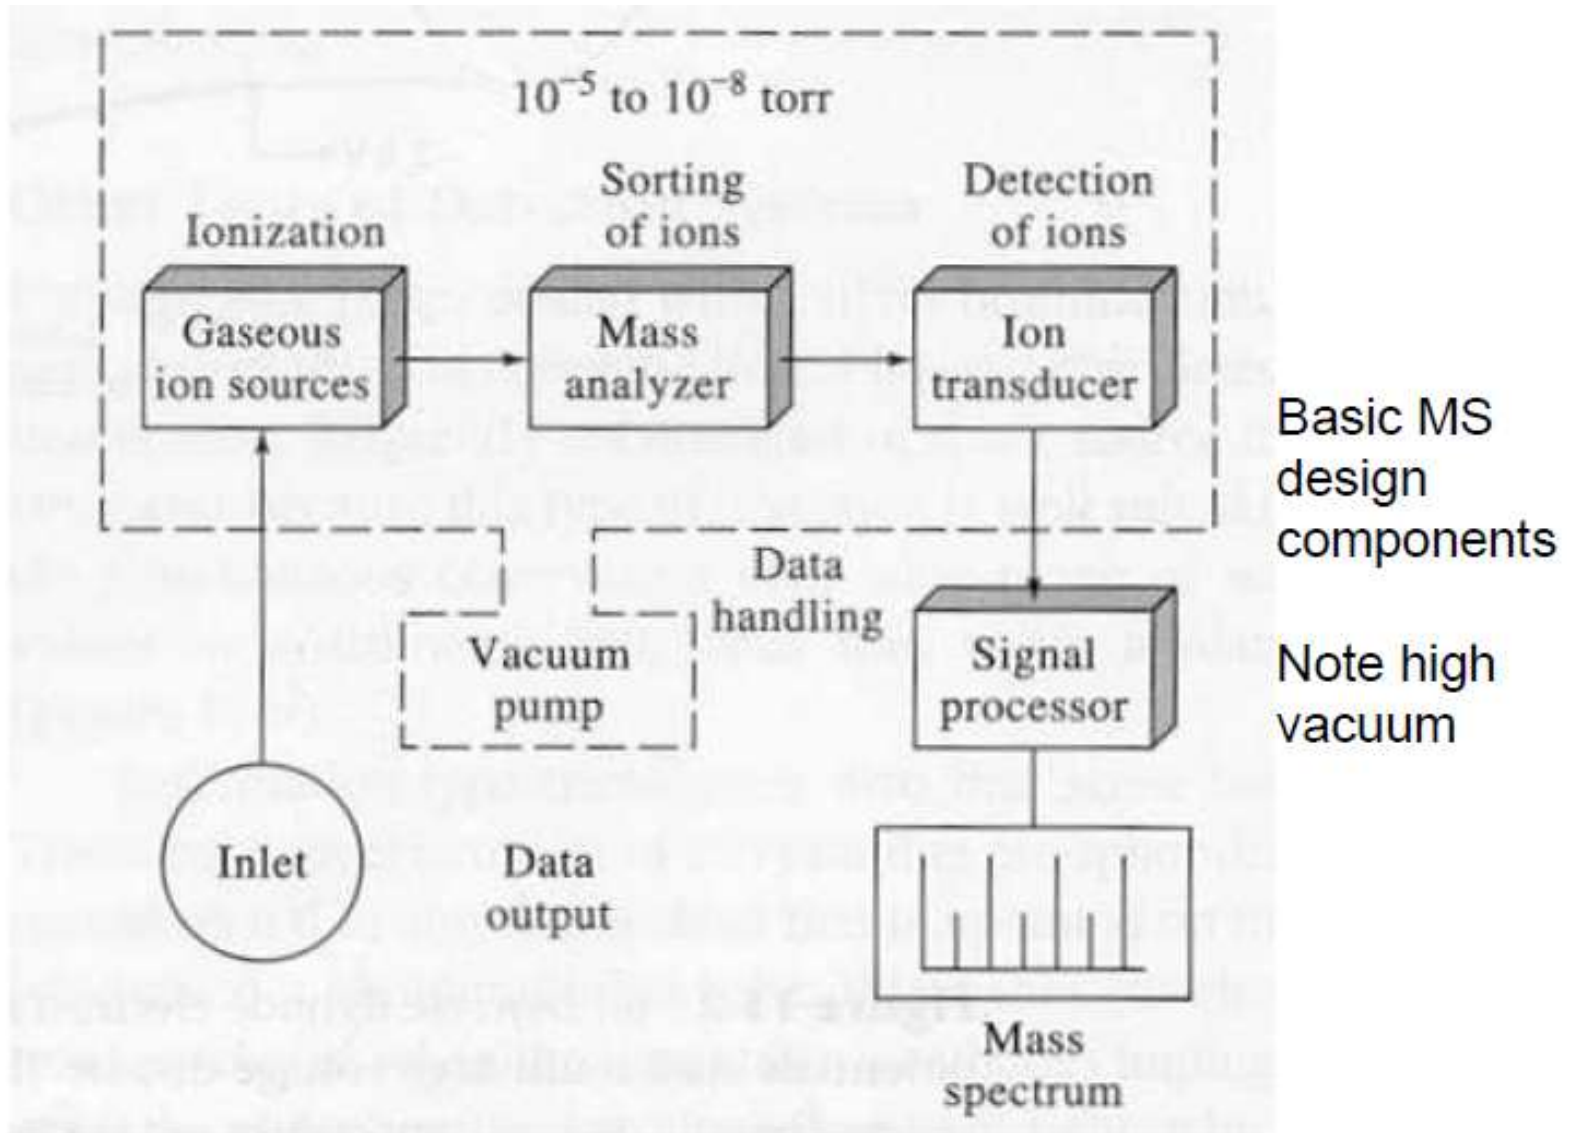 10⁻⁵ to 10⁻⁸ torr
Ionization
Sorting
of ions
Detection
of ions
Gaseous
ion sources
Mass
analyzer
Ion
transducer
Basic MS
design
components
Data
handling
Vacuum
pump
Signal
processor
Note high
vacuum
Inlet
Data
output
Mass
spectrum